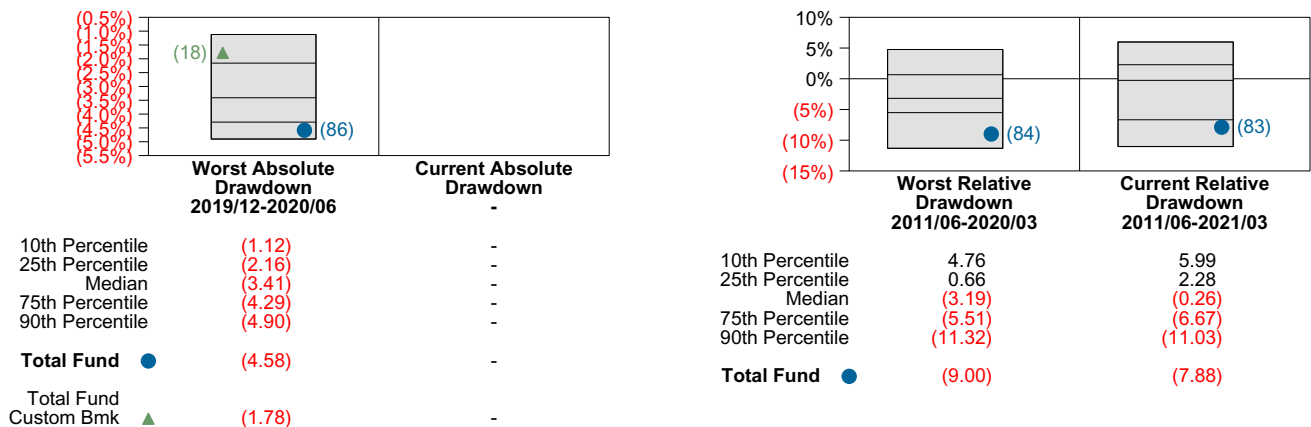 (0.5%)
(1.0%)
(1.5%)
(2.0%)
(2.5%)
(3.0%)
(3.5%)
(4.0%)
(4.5%)
(5.0%)
(5.5%)
(18)
(86)
Worst Absolute
Drawdown
2019/12-2020/06
Current Absolute
Drawdown
-
10th Percentile (1.12) -
25th Percentile (2.16) -
Median (3.41) -
75th Percentile (4.29) -
90th Percentile (4.90) -
Total Fund (4.58) -
Total Fund
Custom Bmk (1.78) -
10%
5%
0%
(5%)
(10%)
(15%)
(84)
(83)
Worst Relative
Drawdown
2011/06-2020/03
Current Relative
Drawdown
2011/06-2021/03
10th Percentile 4.76 5.99
25th Percentile 0.66 2.28
Median (3.19) (0.26)
75th Percentile (5.51) (6.67)
90th Percentile (11.32) (11.03)
Total Fund (9.00) (7.88)